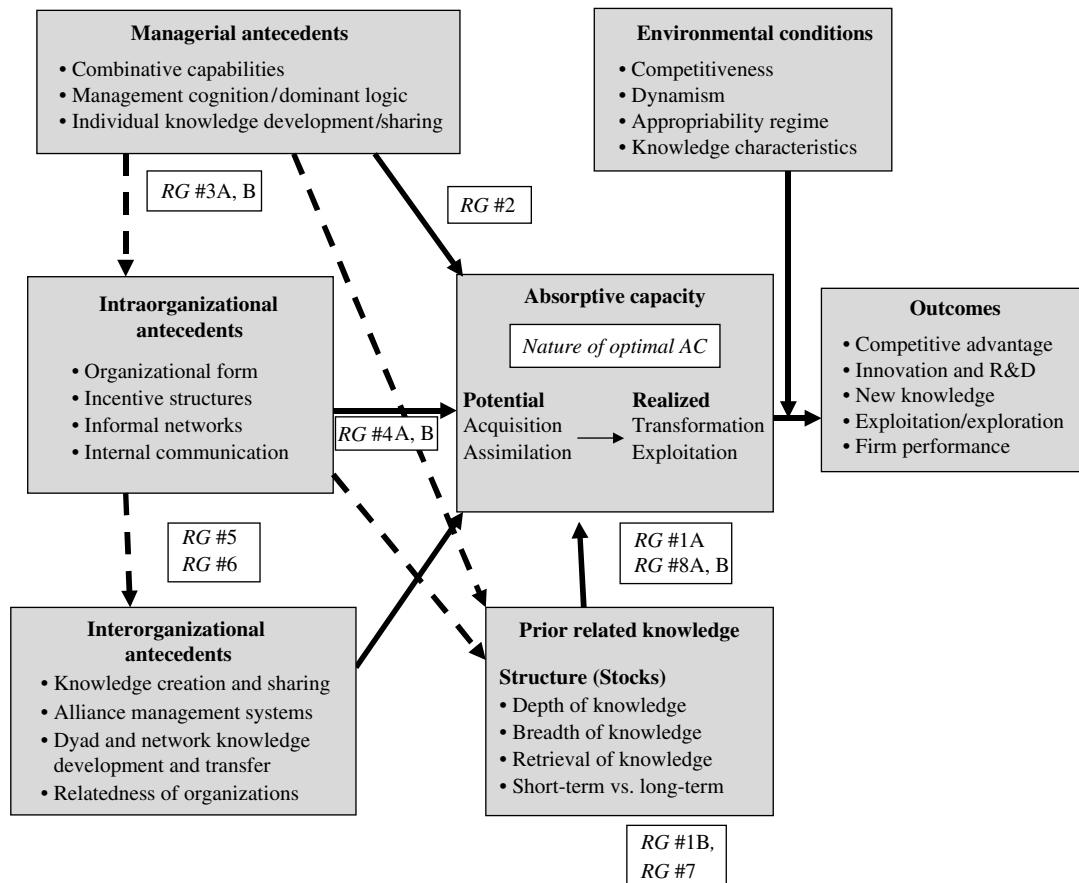 Managerial antecedents
• Combinative capabilities
• Management cognition/dominant logic
• Individual knowledge development/sharing
Environmental conditions
• Competitiveness
• Dynamism
• Appropriability regime
• Knowledge characteristics
RG #3A, B
RG #2
Intraorganizational
antecedents
• Organizational form
• Incentive structures
• Informal networks
• Internal communication
RG #4A, B
Absorptive capacity
Nature of optimal AC
Potential
Acquisition
Assimilation
Realized
Transformation
Exploitation
Outcomes
• Competitive advantage
• Innovation and R&D
• New knowledge
• Exploitation/exploration
• Firm performance
RG #5
RG #6
RG #1A
RG #8A, B
Interorganizational
antecedents
• Knowledge creation and sharing
• Alliance management systems
• Dyad and network knowledge
development and transfer
• Relatedness of organizations
Prior related knowledge
Structure (Stocks)
• Depth of knowledge
• Breadth of knowledge
• Retrieval of knowledge
• Short-term vs. long-term
RG #1B,
RG #7